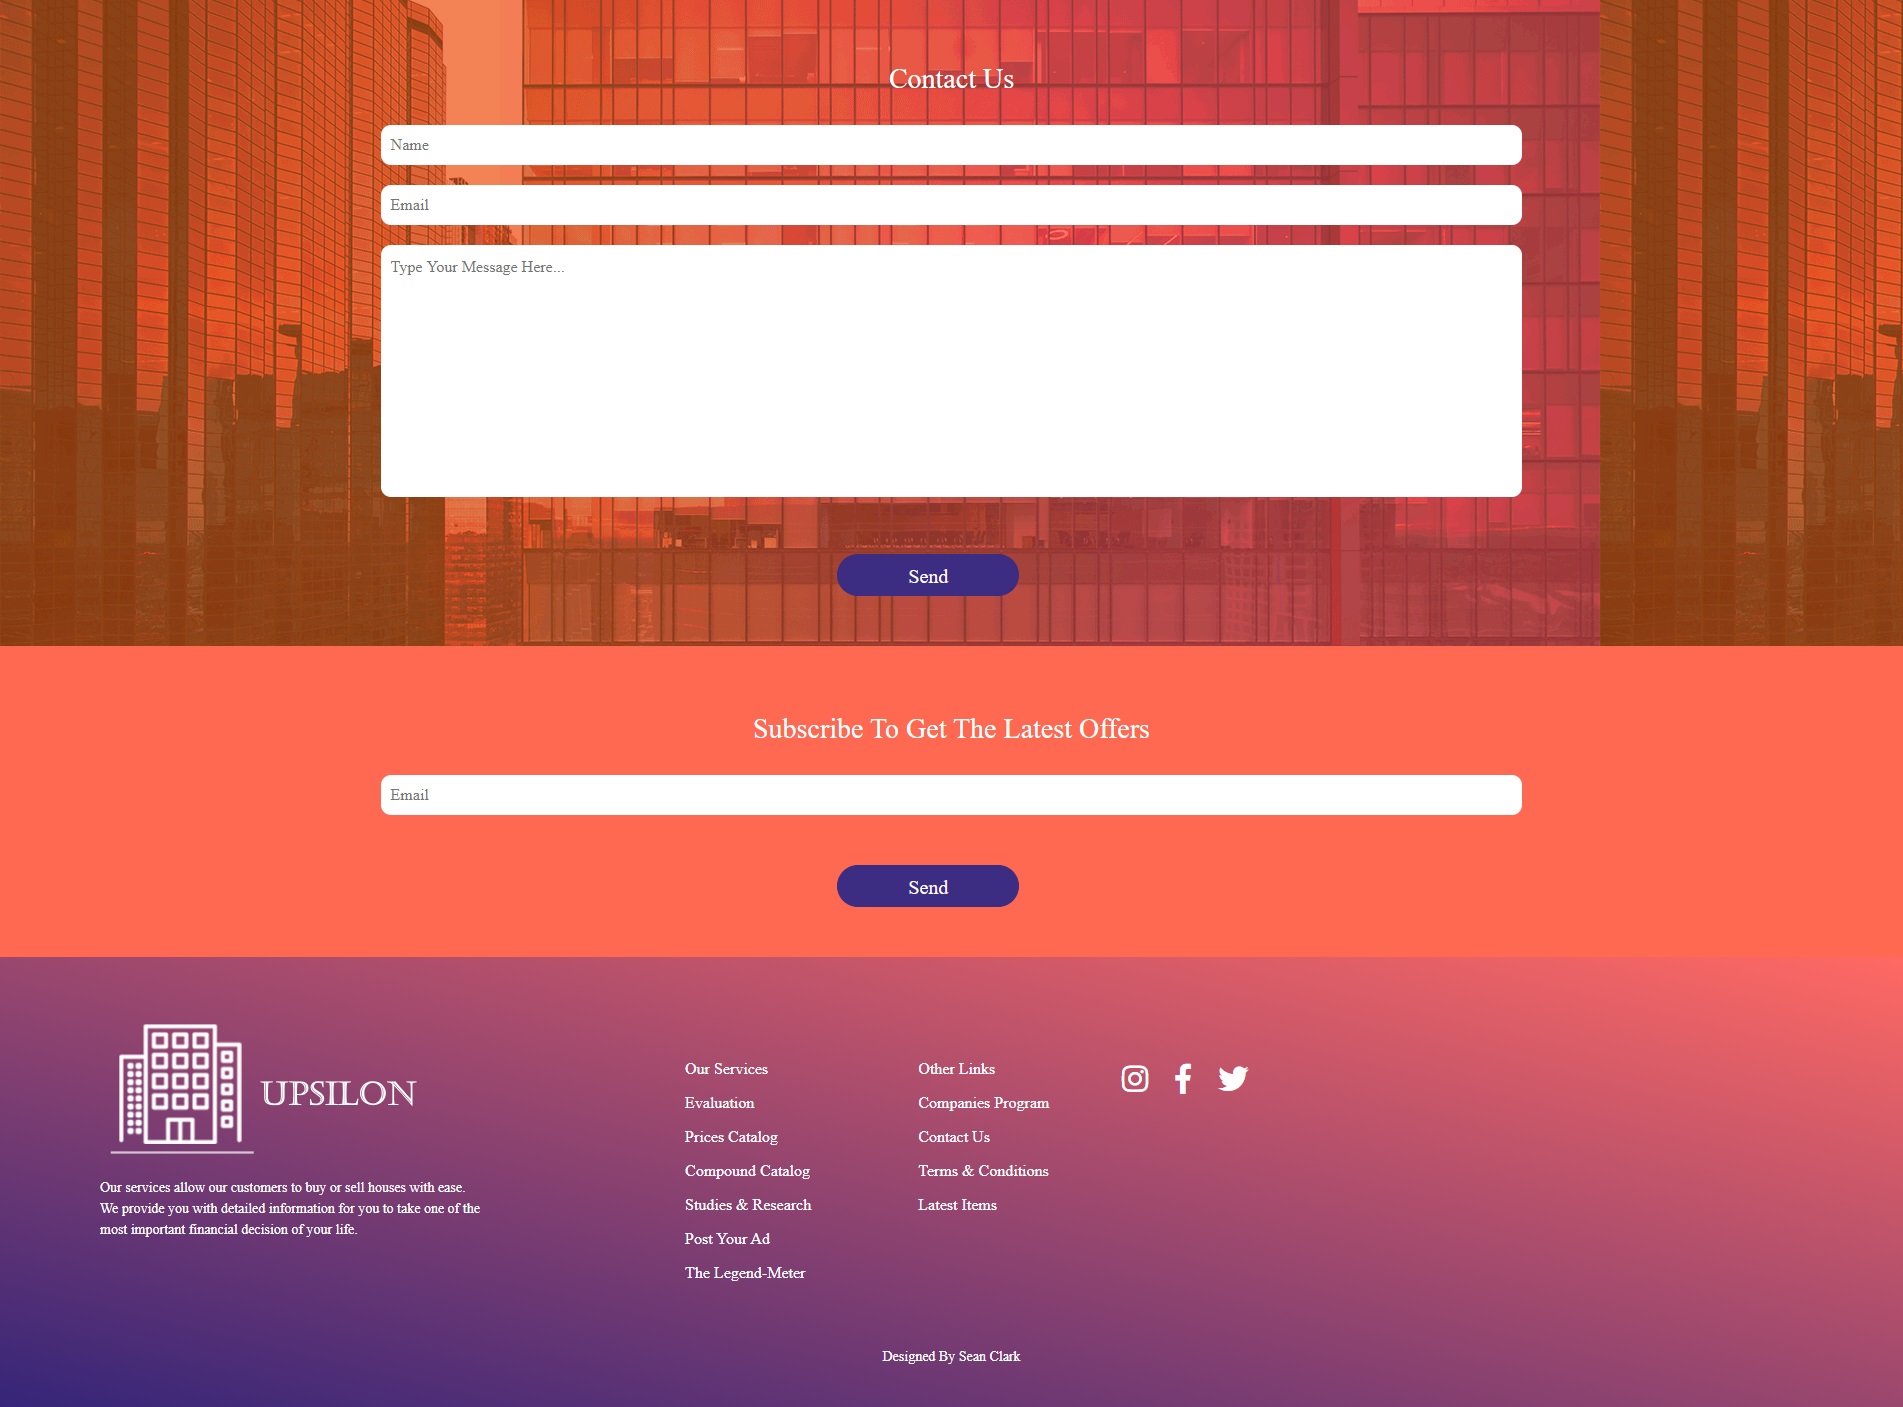 Contact Us
Name
Email
Type Your Message Here...
Send
Subscribe To Get The Latest Offers
Email
Send
UPSILON
Our services allow our customers to buy or sell houses with ease.
We provide you with detailed information for you to take one of the
most important financial decision of your life.
Our Services
Evaluation
Prices Catalog
Compound Catalog
Studies & Research
Post Your Ad
The Legend-Meter
Other Links
Companies Program
Contact Us
Terms & Conditions
Latest Items
Designed By Sean Clark